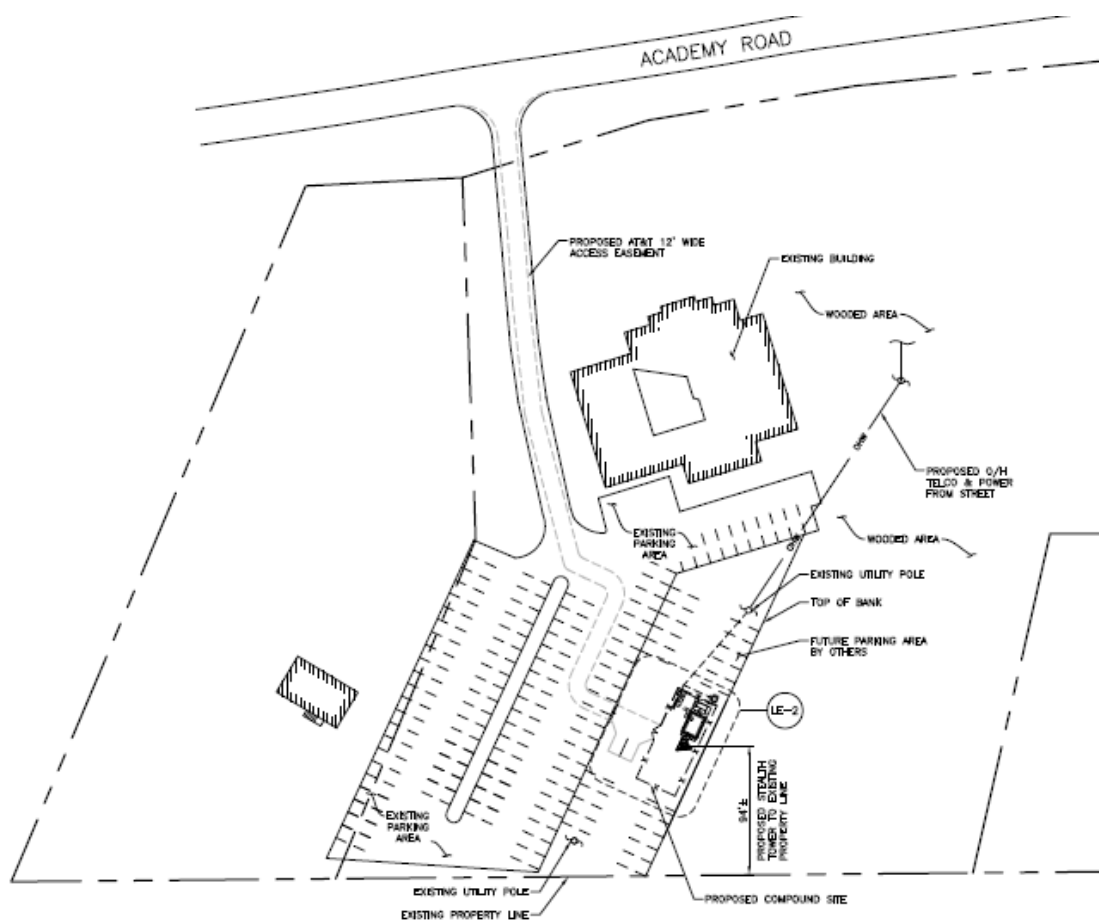 ACADEMY ROAD
PROPOSED AT&T 12' WIDE
ACCESS EASEMENT
EXISTING BUILDING
WOODED AREA
OHW
PROPOSED O/H
TELCO & POWER
FROM STREET
EXISTING
PARKING
AREA
OHW
WOODED AREA
EXISTING UTILITY POLE
TOP OF BANK
FUTURE PARKING AREA
BY OTHERS
LE-2
94'±
PROPOSED STEALTH
TOWER TO EXISTING
PROPERTY LINE
EXISTING
PARKING
AREA
EXISTING UTILITY POLE
PROPOSED COMPOUND SITE
EXISTING PROPERTY LINE